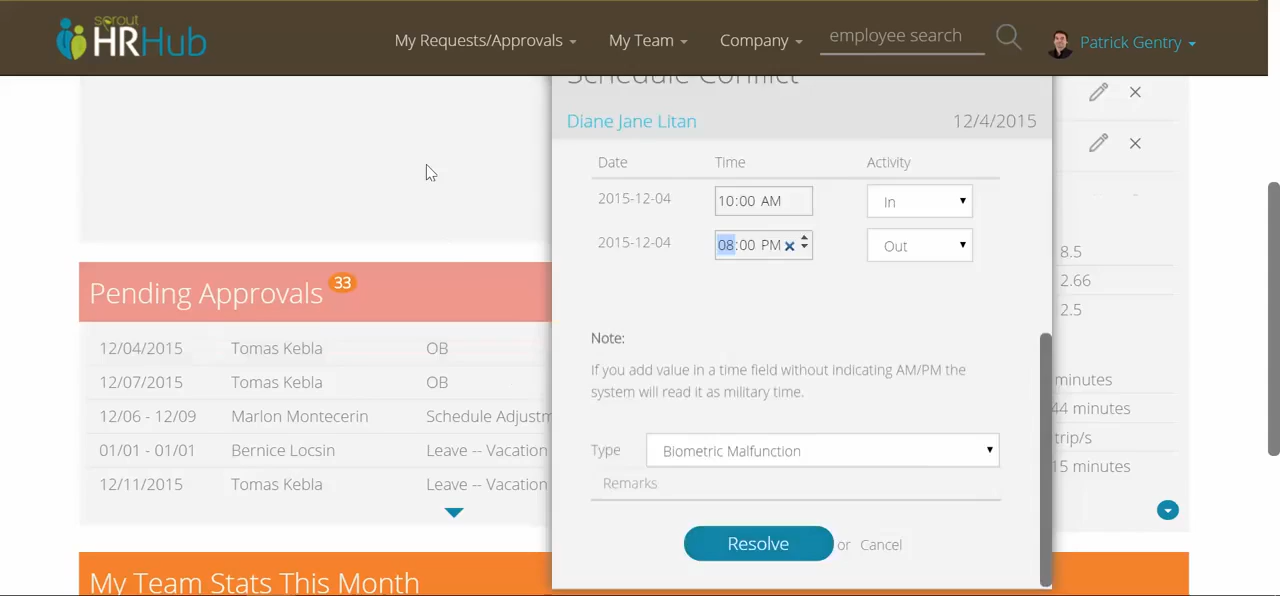 sprout
HRHub
My Requests/Approvals
My Team
Company
employee search
Patrick Gentry
Schedule Conflict
Diane Jane Litan 12/4/2015
Date Time Activity
2015-12-04 10:00 AM In
2015-12-04 08:00 PM Out
Note:
If you add value in a time field without indicating AM/PM the
system will read it as military time.
Type Biometric Malfunction
Remarks
Resolve or Cancel
Pending Approvals 33
12/04/2015 Tomas Kebla OB
12/07/2015 Tomas Kebla OB
12/06 - 12/09 Marlon Montecerin Schedule Adjustm
01/01 - 01/01 Bernice Locsin Leave -- Vacation
12/11/2015 Tomas Kebla Leave -- Vacation
8.5
2.66
2.5
minutes
44 minutes
trip/s
15 minutes
My Team Stats This Month